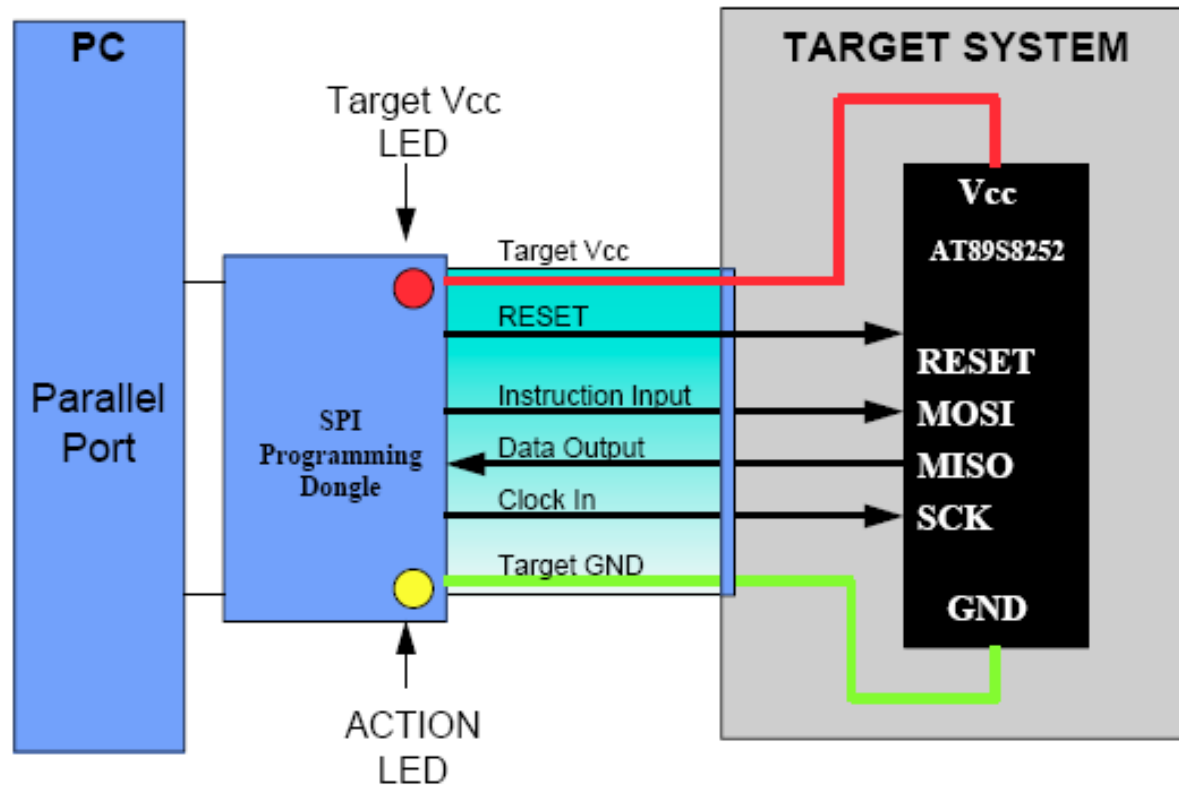 PC
TARGET SYSTEM
Target Vcc
LED
Vcc
AT89S8252
Target Vcc
RESET
RESET
Parallel
Port
SPI
Programming
Dongle
Instruction Input
MOSI
Data Output
MISO
Clock In
SCK
Target GND
GND
ACTION
LED